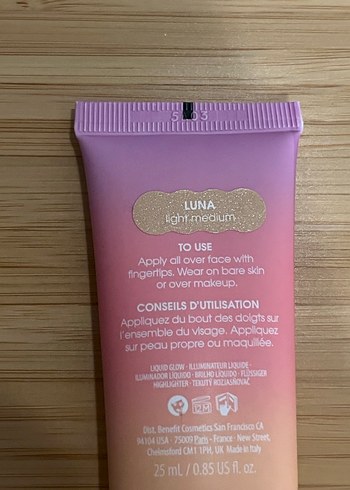 LUNA
light medium
TO USE
Apply all over face with
fingertips. Wear on bare skin
or over makeup.
CONSEILS D'UTILISATION
Appliquez du bout des doigts sur
l'ensemble du visage. Appliquez
sur peau propre ou maquillée.
LIQUID GLOW · ILLUMINATEUR LIQUIDE ·
ILUMINADOR LÍQUIDO · BRILHO LÍQUIDO · FLÜSSIGER
HIGHLIGHTER · TEKUTÝ ROZJASŇOVAČ
12M
Dist. Benefit Cosmetics San Francisco CA
94104 USA · 75009 Paris - France · New Street,
Chelmsford CM1 1PH, UK Made in Italy
25 mL / 0.85 US fl. oz.